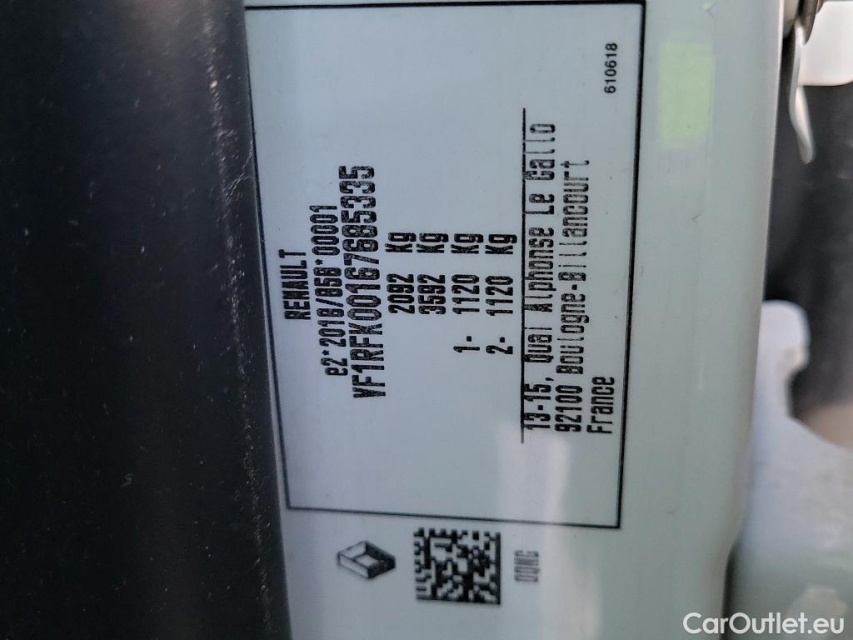 RENAULT
e2*2018/858*00001
VF1RFK00167685335
2092 Kg
3592 Kg
1- 1120 Kg
2- 1120 Kg
13-15, Quai Alphonse Le Gallo
92100 Boulogne-Billancourt
France
610618
CarOutlet.eu